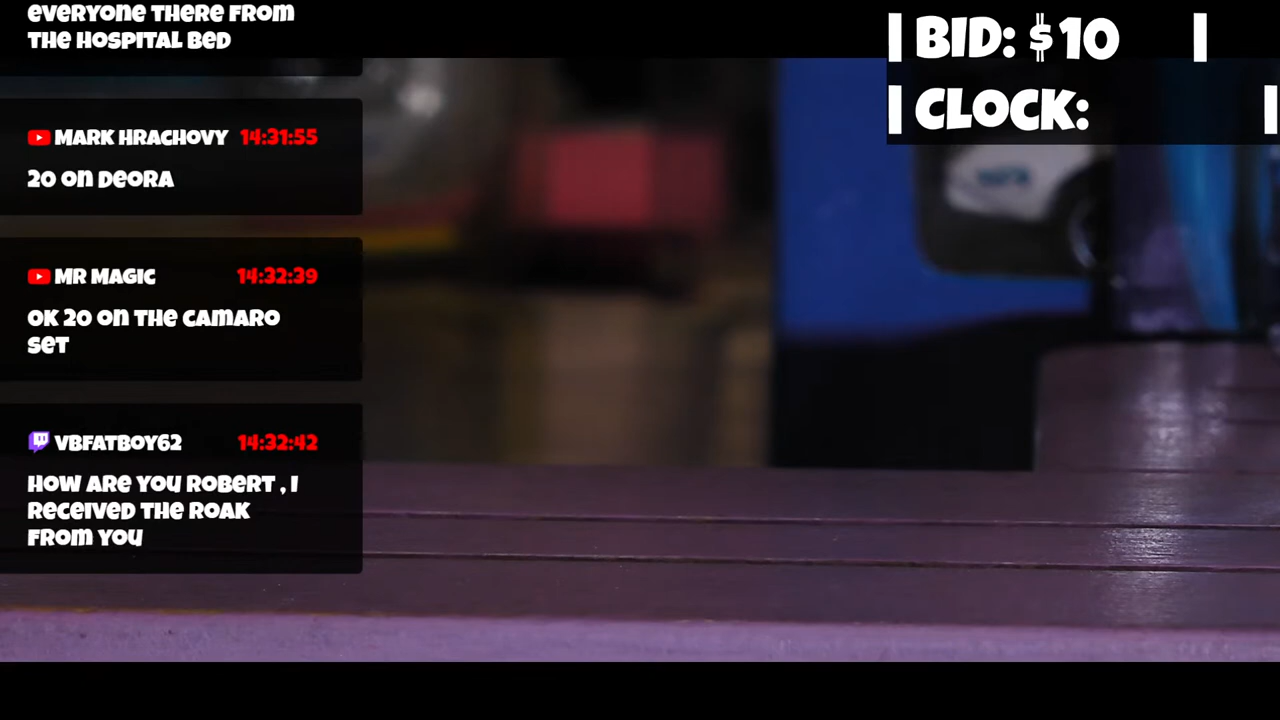 everyone there from
the hospital bed
Mark Hrachovy 14:31:55
20 on Deora
Mr Magic 14:32:39
ok 20 on the Camaro
set
vbfatboy62 14:32:42
How are you Robert , I
received the Roak
from you
| BID: $10 |
| CLOCK: |